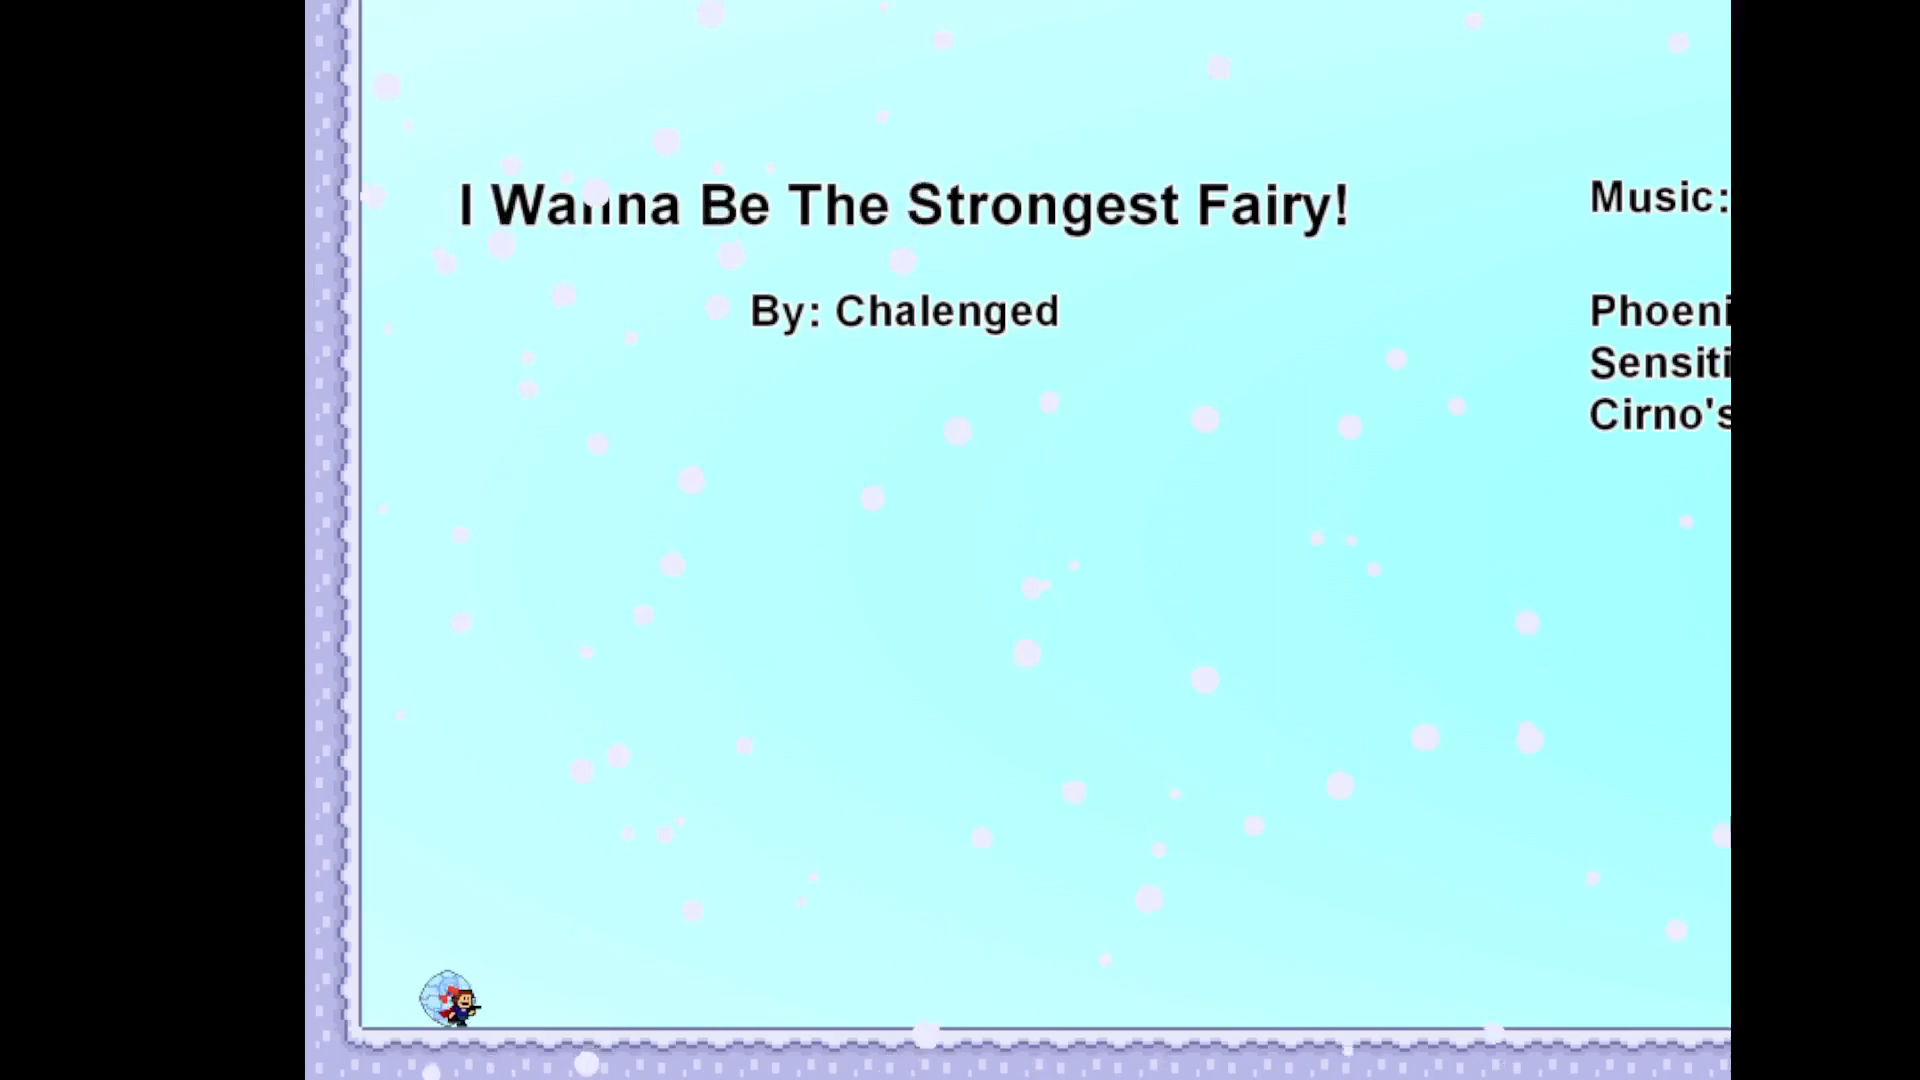 I Wanna Be The Strongest Fairy!
By: Chalenged
Music:
Phoeni
Sensiti
Cirno's